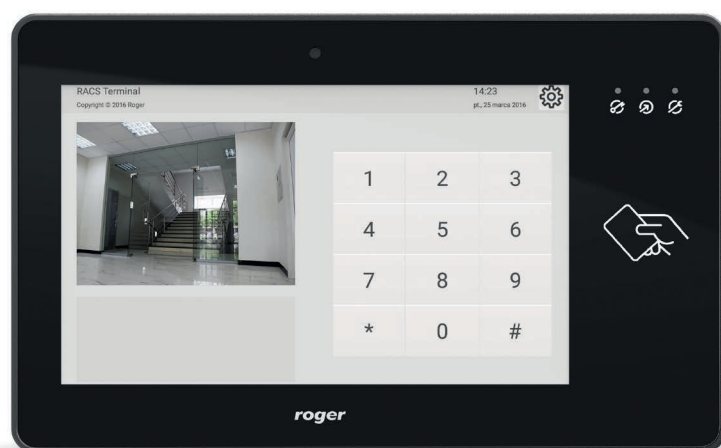 RACS Terminal
Copyright © 2016 Roger
14:23
pt., 25 marca 2016
1 2 3
4 5 6
7 8 9
* 0 #
roger